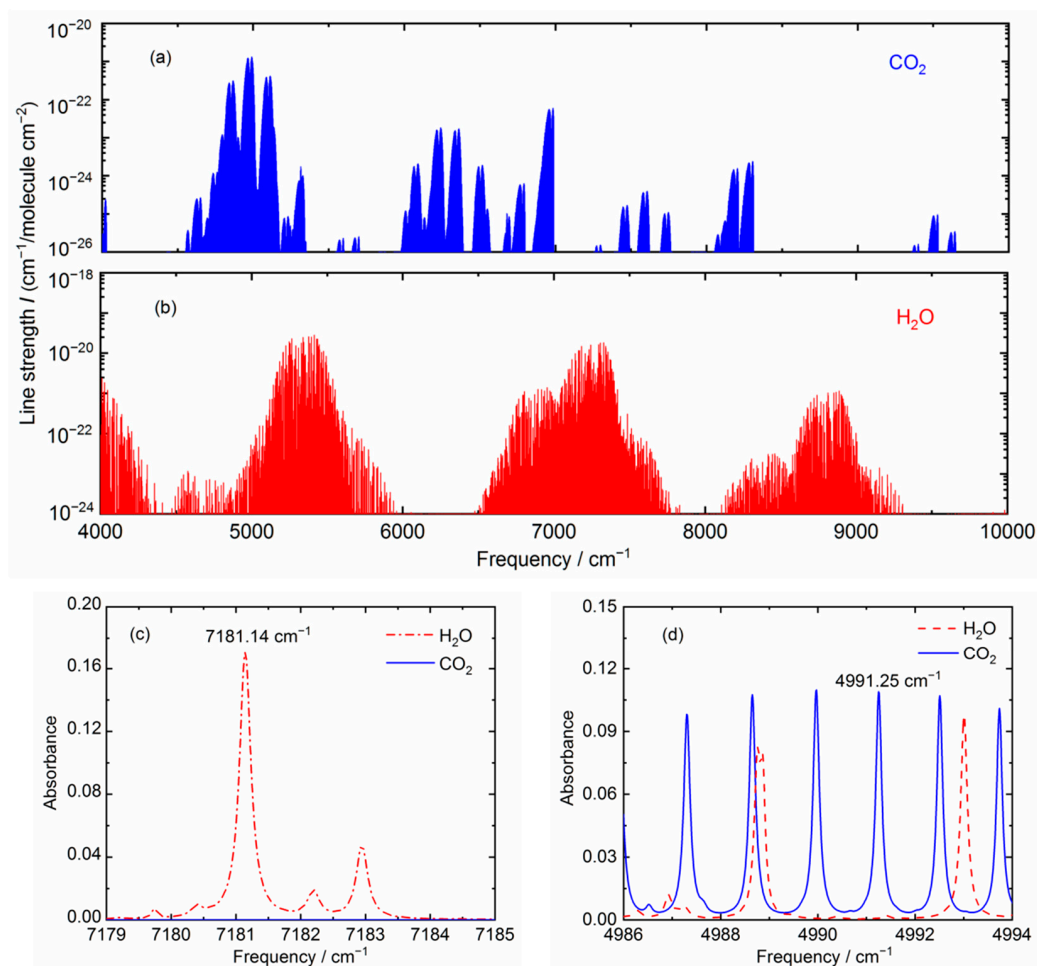 10⁻²⁰
(a)
CO₂
10⁻²²
10⁻²⁴
10⁻²⁶
Line strength I / (cm⁻¹/molecule cm⁻²)
10⁻¹⁸
(b)
H₂O
10⁻²⁰
10⁻²²
10⁻²⁴
4000 5000 6000 7000 8000 9000 10000
Frequency / cm⁻¹
0.20
(c)
7181.14 cm⁻¹
H₂O
CO₂
0.16
0.12
0.08
0.04
0.00
Absorbance
7179 7180 7181 7182 7183 7184 7185
Frequency / cm⁻¹
0.15
(d)
H₂O
CO₂
4991.25 cm⁻¹
0.12
0.09
0.06
0.03
0.00
Absorbance
4986 4988 4990 4992 4994
Frequency / cm⁻¹